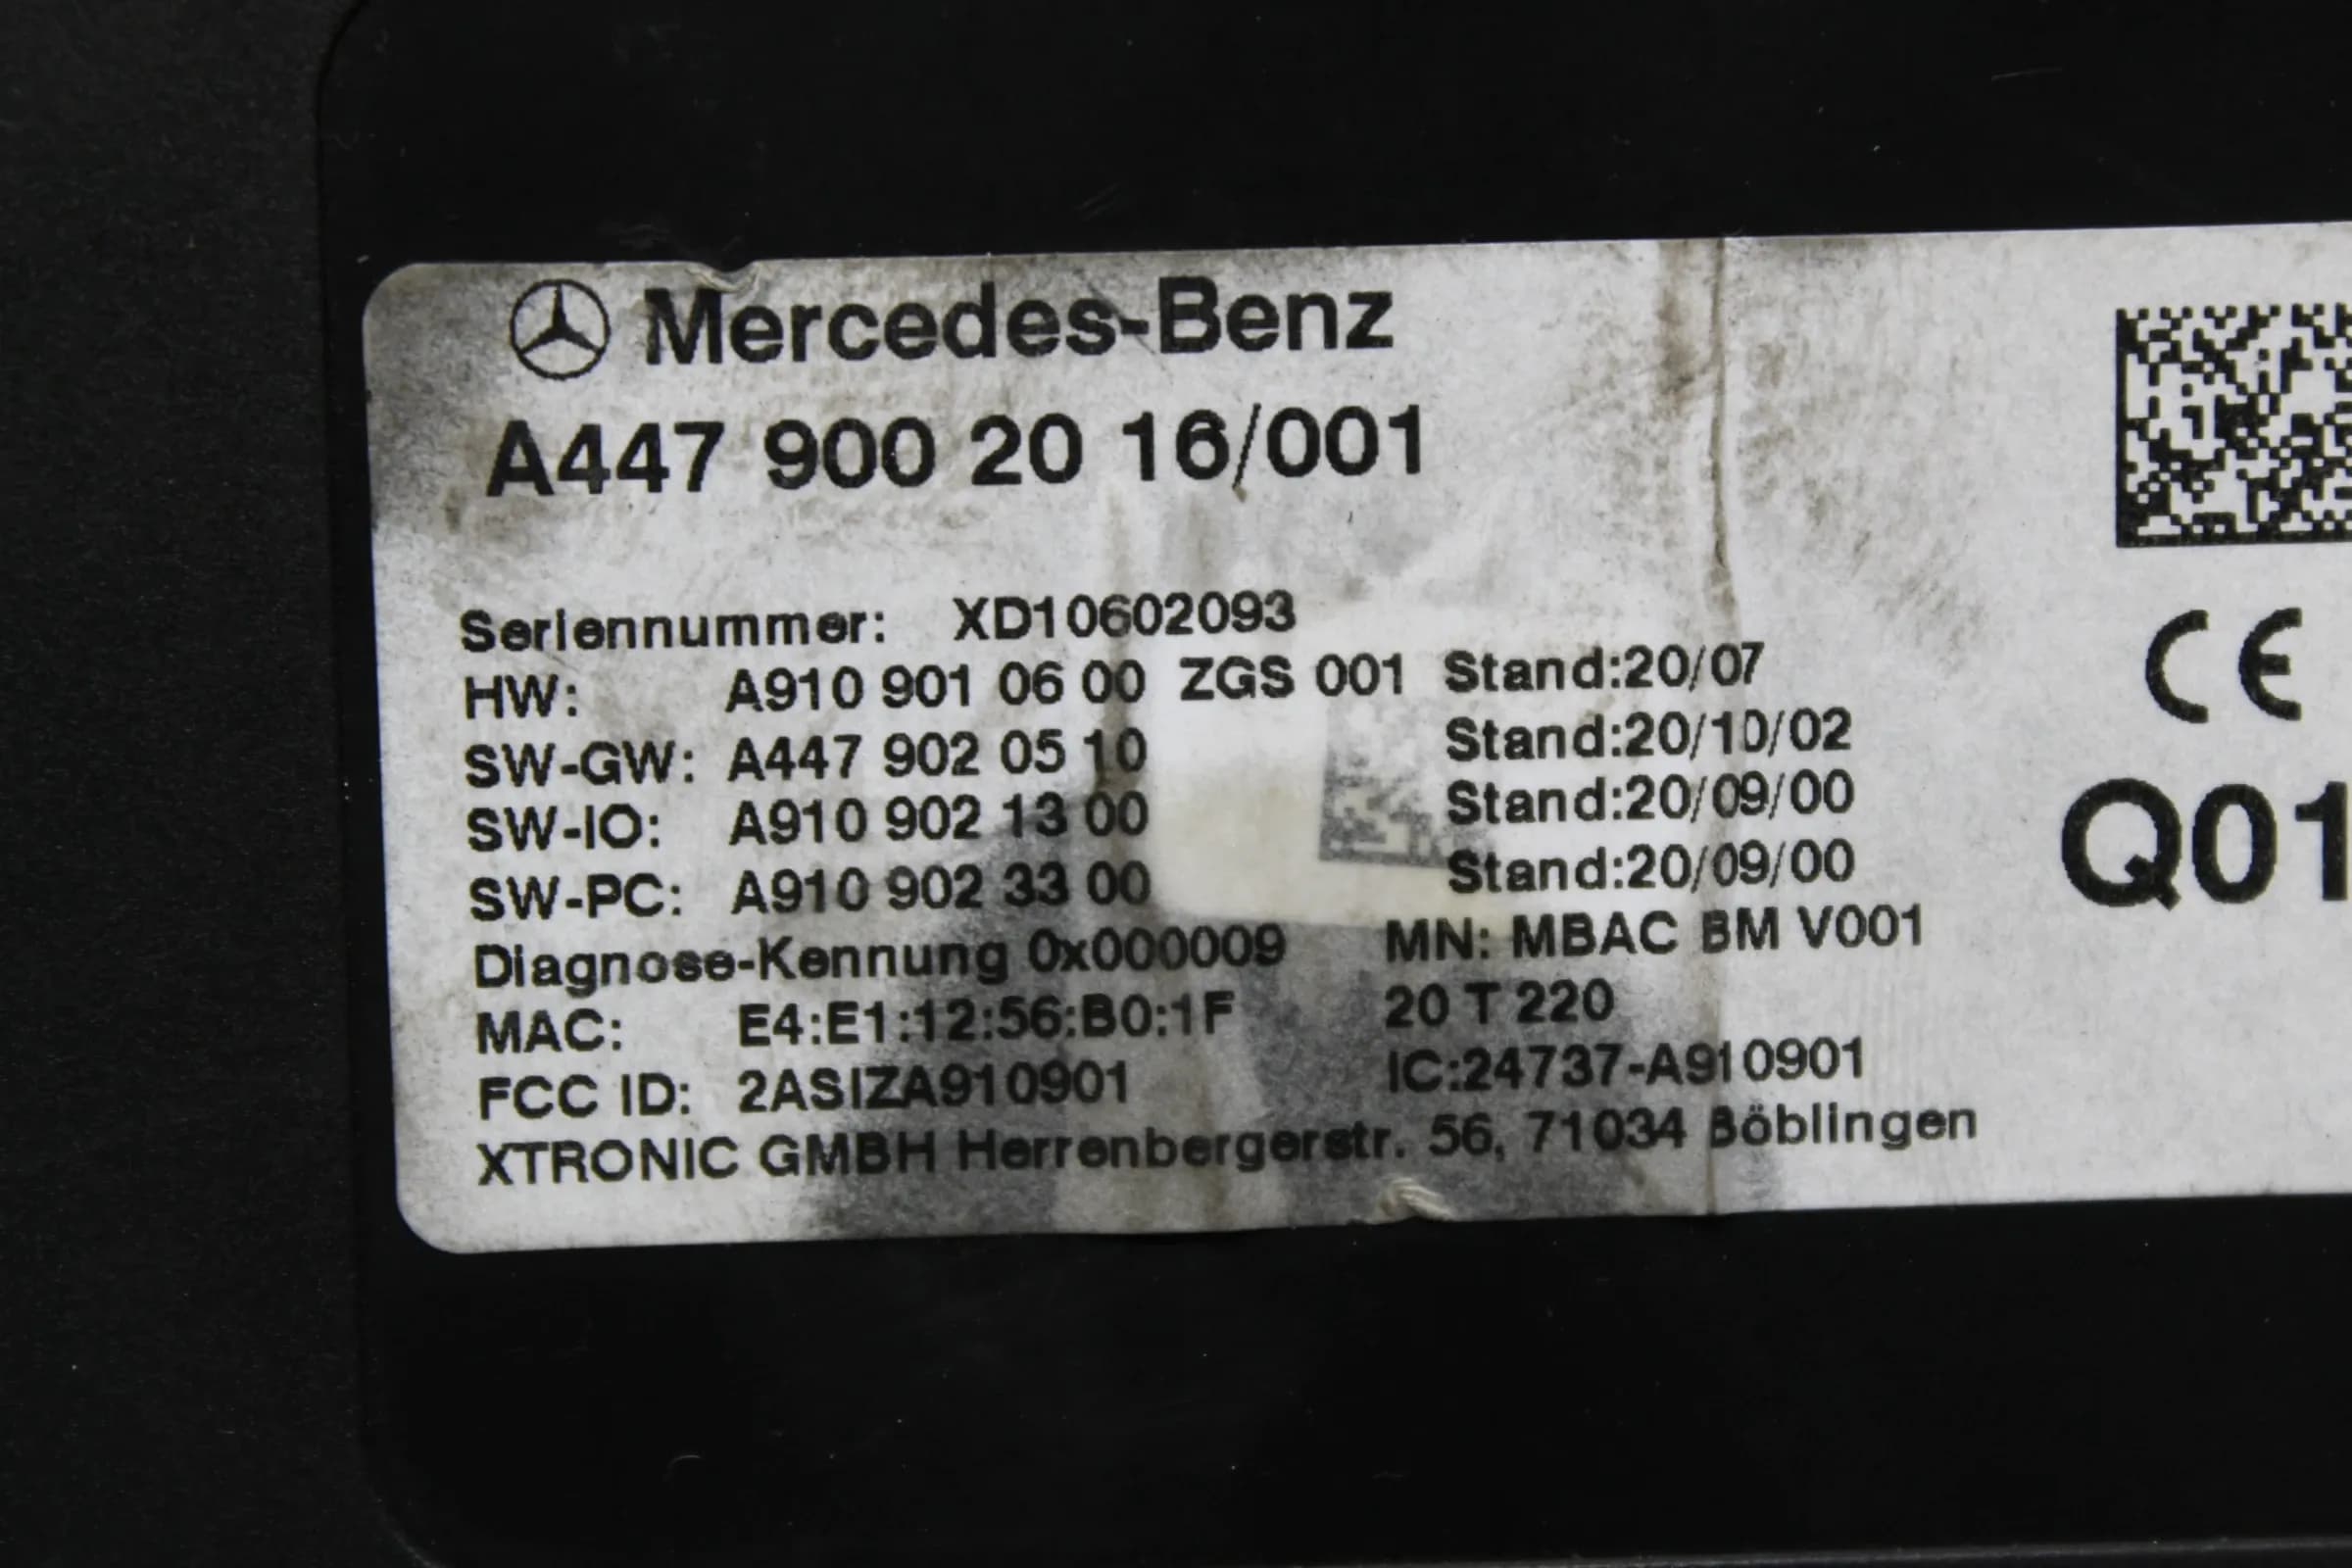 Mercedes-Benz
A447 900 20 16/001
Seriennummer: XD10602093
HW: A910 901 06 00 ZGS 001 Stand:20/07
SW-GW: A447 902 05 10 Stand:20/10/02
SW-IO: A910 902 13 00 Stand:20/09/00
SW-PC: A910 902 33 00 Stand:20/09/00
Diagnose-Kennung 0x000009 MN: MBAC BM V001
MAC: E4:E1:12:56:B0:1F 20 T 220
FCC ID: 2ASIZA910901 IC:24737-A910901
XTRONIC GMBH Herrenbergerstr. 56, 71034 Böblingen
CE
Q01